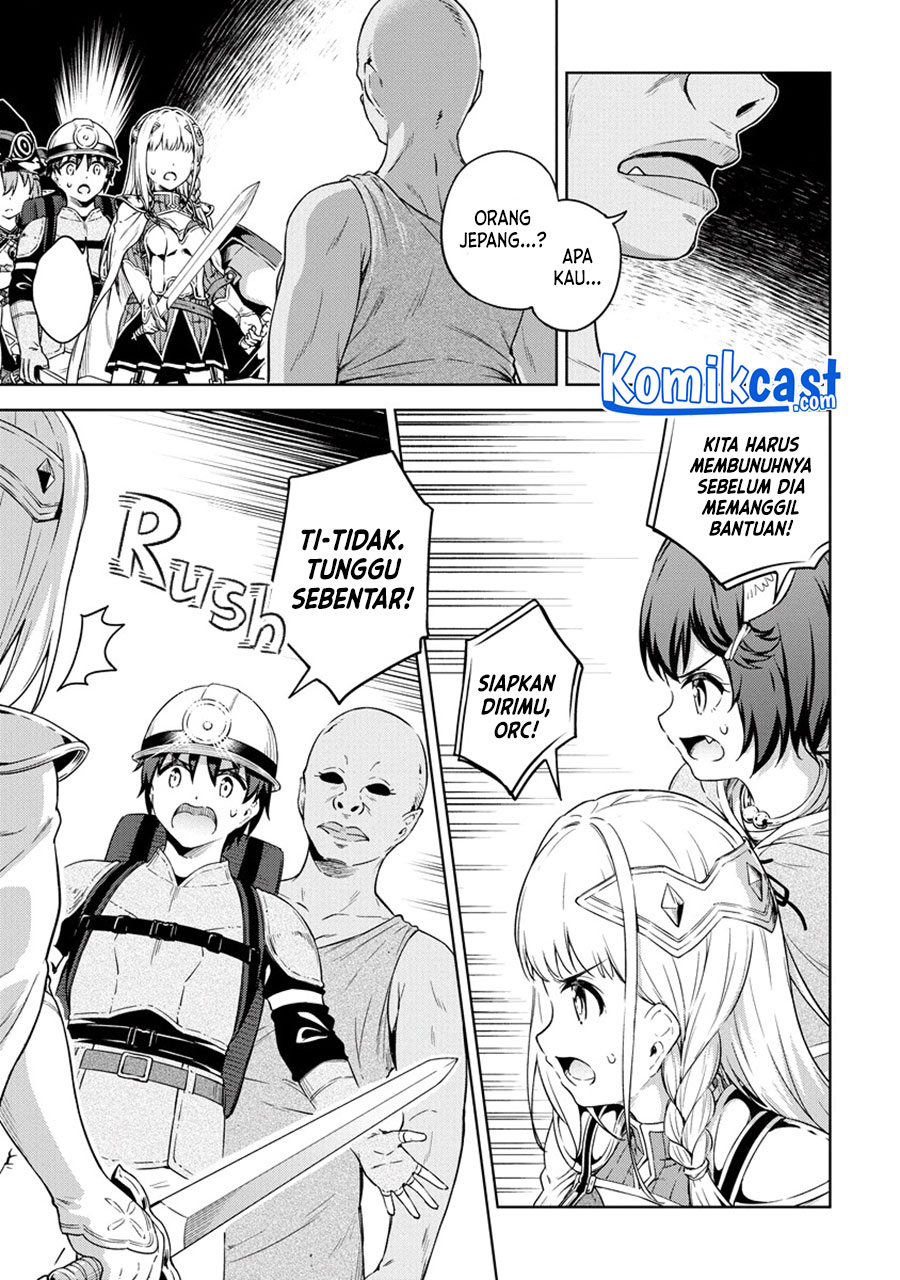 ORANG
JEPANG...?
APA
KAU...
Komikcast
.com
KITA HARUS
MEMBUNUHNYA
SEBELUM DIA
MEMANGGIL
BANTUAN!
TI-TIDAK.
TUNGGU
SEBENTAR!
Rush
SIAPKAN
DIRIMU,
ORC!